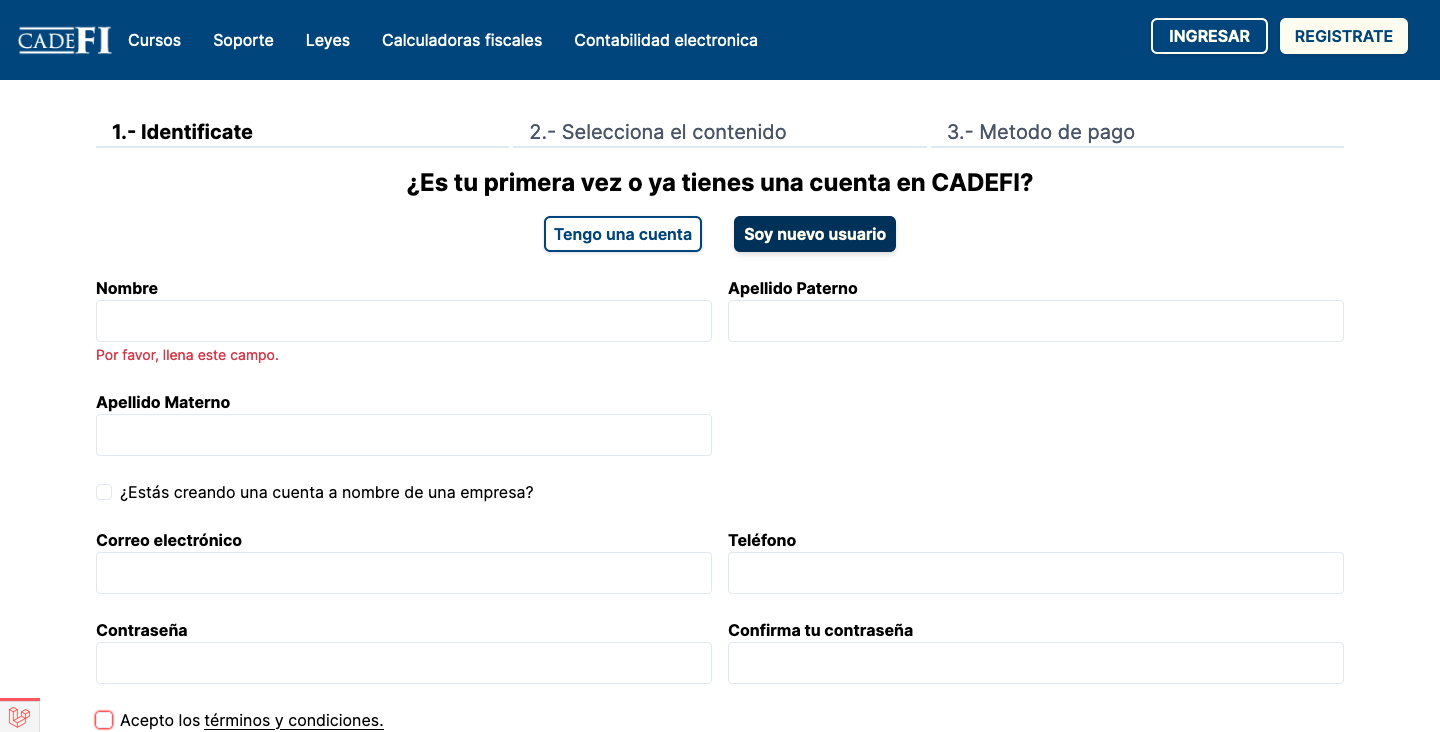 CADEFI Cursos Soporte Leyes Calculadoras fiscales Contabilidad electronica INGRESAR REGISTRATE
1.- Identificate 2.- Selecciona el contenido 3.- Metodo de pago
¿Es tu primera vez o ya tienes una cuenta en CADEFI?
Tengo una cuenta Soy nuevo usuario
Nombre Apellido Paterno
Por favor, llena este campo.
Apellido Materno
¿Estás creando una cuenta a nombre de una empresa?
Correo electrónico Teléfono
Contraseña Confirma tu contraseña
Acepto los términos y condiciones.